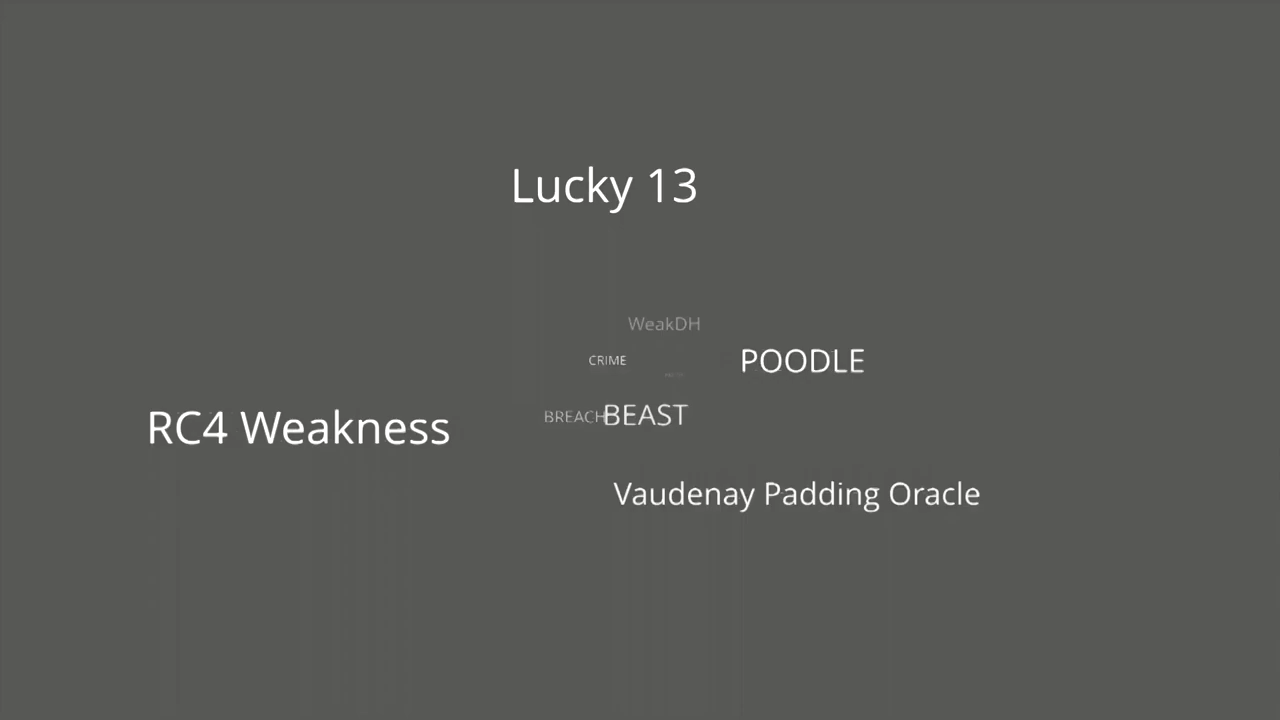 Lucky 13
WeakDH
CRIME
POODLE
BREACH
BEAST
RC4 Weakness
Vaudenay Padding Oracle